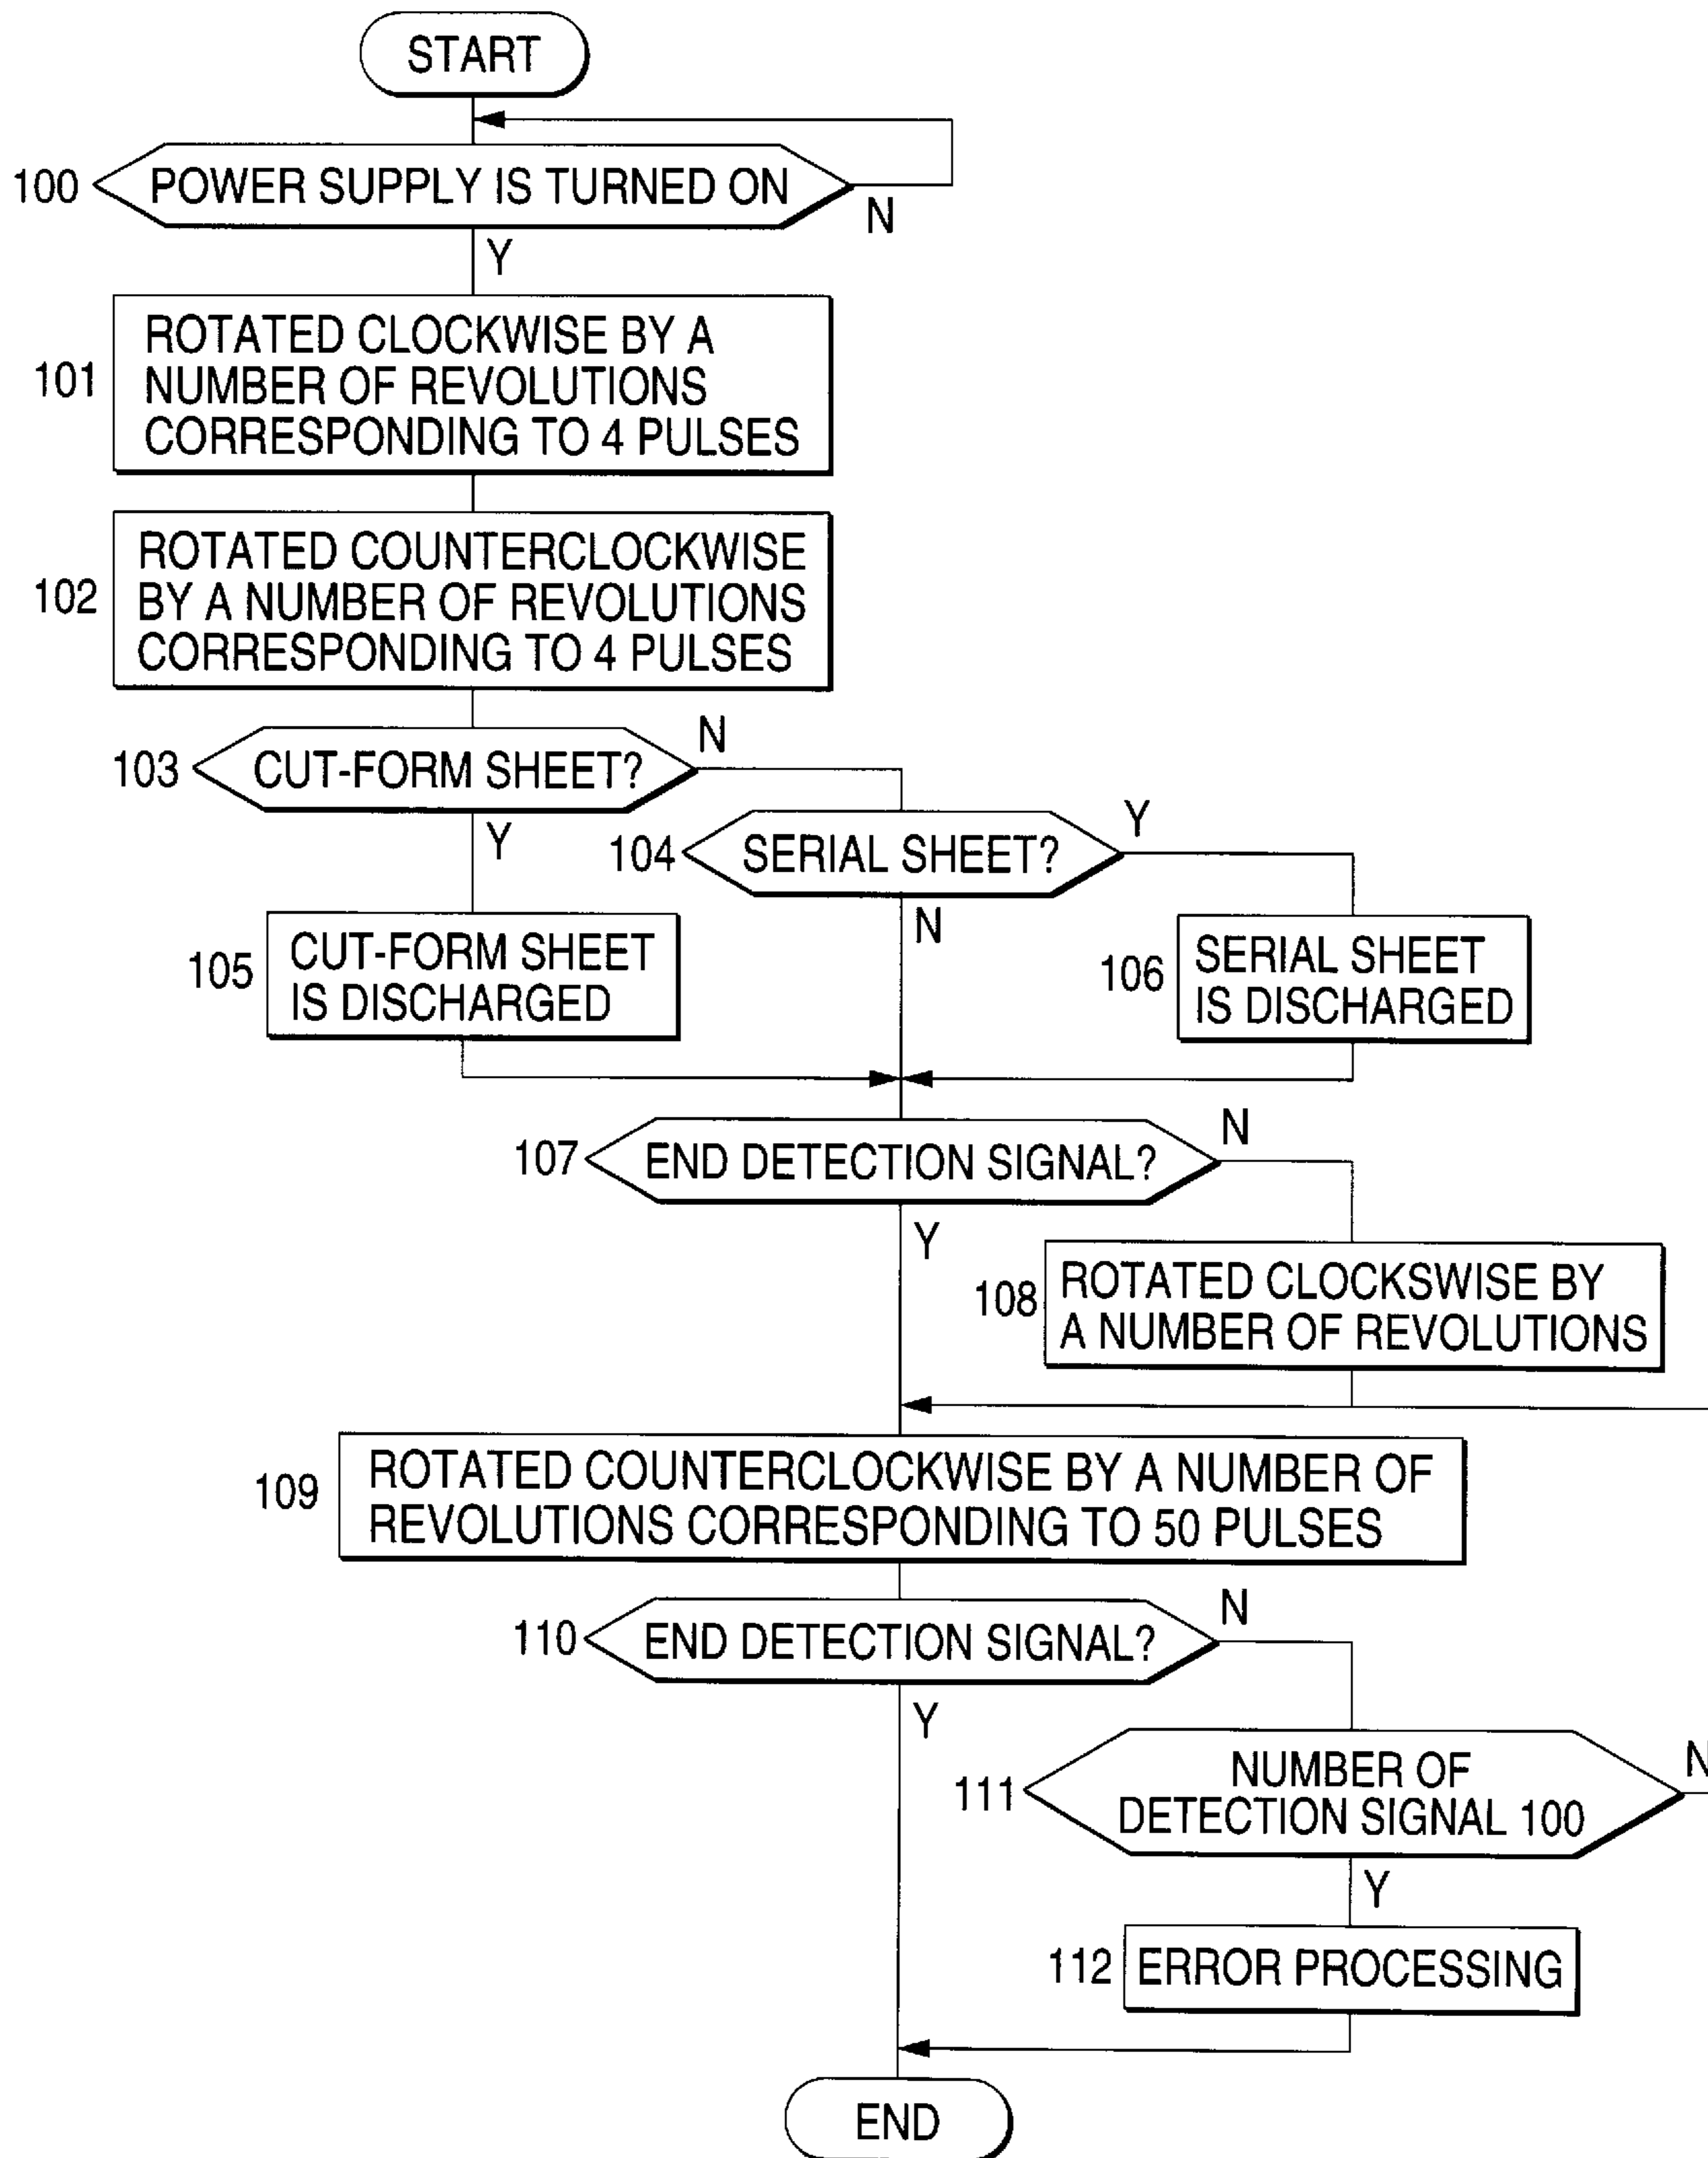 START
100 POWER SUPPLY IS TURNED ON
N
Y
ROTATED CLOCKWISE BY A
101 NUMBER OF REVOLUTIONS
CORRESPONDING TO 4 PULSES
ROTATED COUNTERCLOCKWISE
102 BY A NUMBER OF REVOLUTIONS
CORRESPONDING TO 4 PULSES
N
103 CUT-FORM SHEET?
Y
Y
104 SERIAL SHEET?
N
105 CUT-FORM SHEET
IS DISCHARGED
106 SERIAL SHEET
IS DISCHARGED
N
107 END DETECTION SIGNAL?
Y
108 ROTATED CLOCKSWISE BY
A NUMBER OF REVOLUTIONS
109 ROTATED COUNTERCLOCKWISE BY A NUMBER OF
REVOLUTIONS CORRESPONDING TO 50 PULSES
N
110 END DETECTION SIGNAL?
Y
N
111 NUMBER OF
DETECTION SIGNAL 100
Y
112 ERROR PROCESSING
END